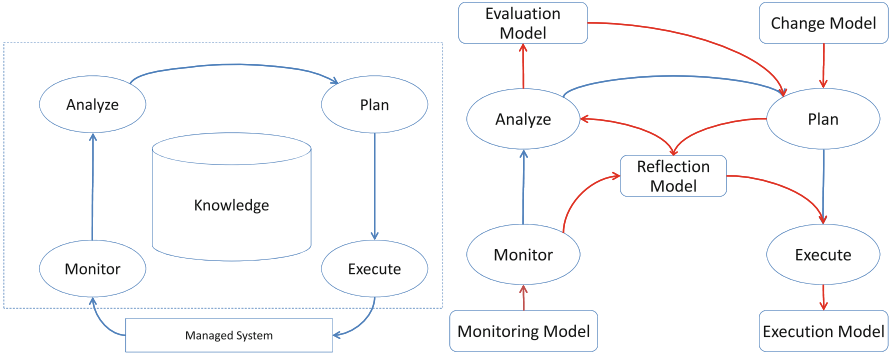 Analyze
Plan
Knowledge
Monitor
Execute
Managed System
Evaluation
Model
Change Model
Analyze
Plan
Reflection
Model
Monitor
Execute
Monitoring Model
Execution Model